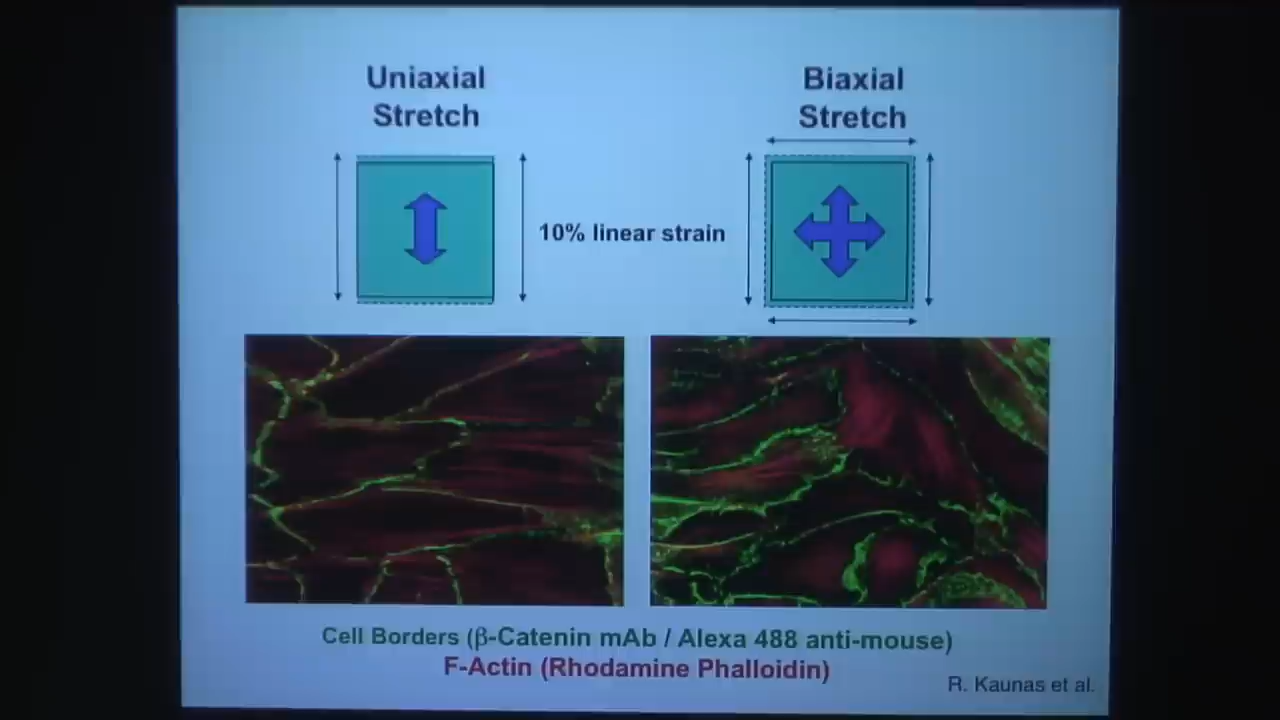 Uniaxial
Stretch
Biaxial
Stretch
10% linear strain
Cell Borders (β-Catenin mAb / Alexa 488 anti-mouse)
F-Actin (Rhodamine Phalloidin)
R. Kaunas et al.